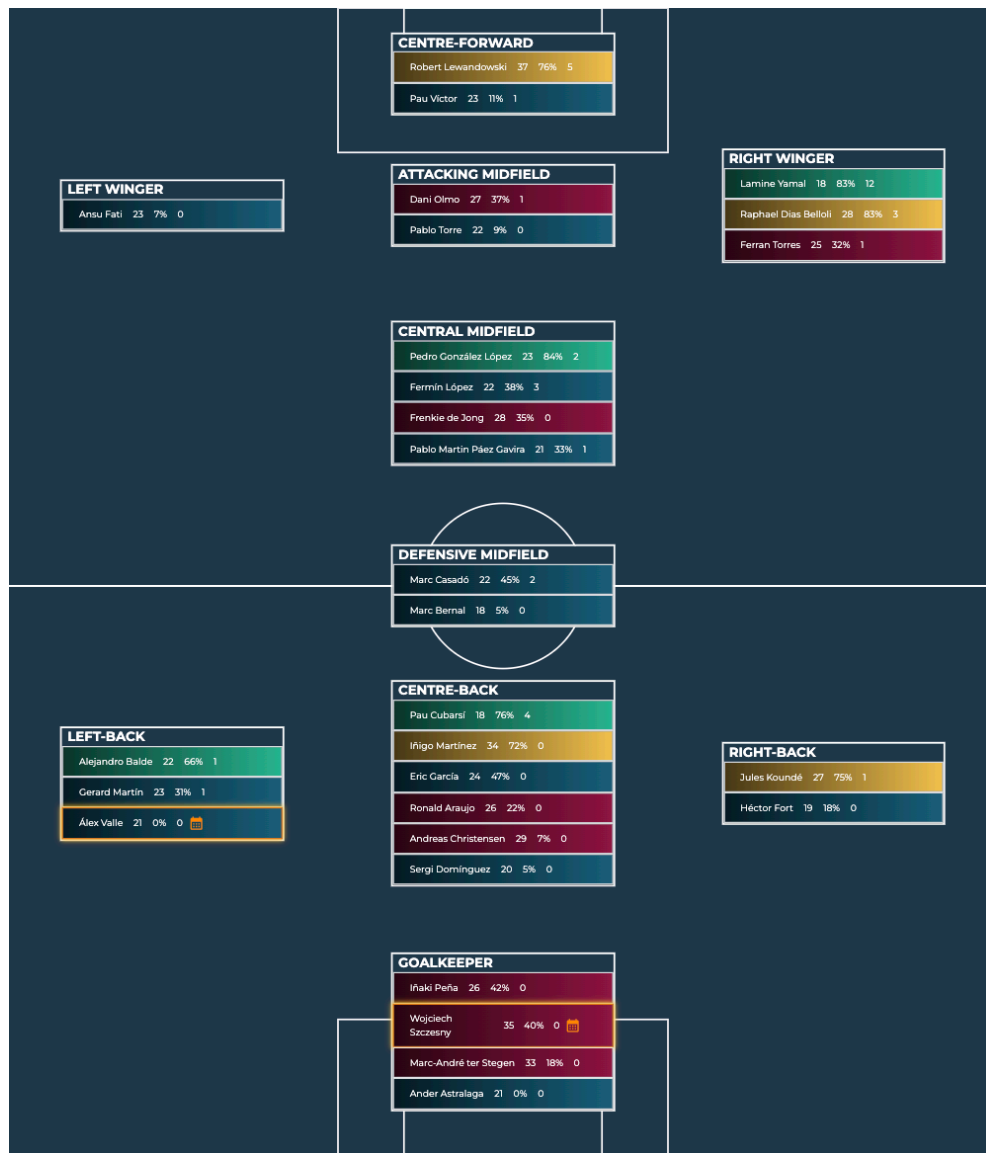 CENTRE-FORWARD
Robert Lewandowski 37 76% 5
Pau Víctor 23 11% 1
LEFT WINGER
Ansu Fati 23 7% 0
ATTACKING MIDFIELD
Dani Olmo 27 37% 1
Pablo Torre 22 9% 0
RIGHT WINGER
Lamine Yamal 18 83% 12
Raphael Dias Belloli 28 83% 3
Ferran Torres 25 32% 1
CENTRAL MIDFIELD
Pedro González López 23 84% 2
Fermín López 22 38% 3
Frenkie de Jong 28 35% 0
Pablo Martin Páez Gavira 21 33% 1
DEFENSIVE MIDFIELD
Marc Casadó 22 45% 2
Marc Bernal 18 5% 0
LEFT-BACK
Alejandro Balde 22 66% 1
Gerard Martín 23 31% 1
Álex Valle 21 0% 0
CENTRE-BACK
Pau Cubarsí 18 76% 4
Iñigo Martínez 34 72% 0
Eric García 24 47% 0
Ronald Araujo 26 22% 0
Andreas Christensen 29 7% 0
Sergi Domínguez 20 5% 0
RIGHT-BACK
Jules Koundé 27 75% 1
Héctor Fort 19 18% 0
GOALKEEPER
Iñaki Peña 26 42% 0
Wojciech
Szczesny 35 40% 0
Marc-André ter Stegen 33 18% 0
Ander Astralaga 21 0% 0